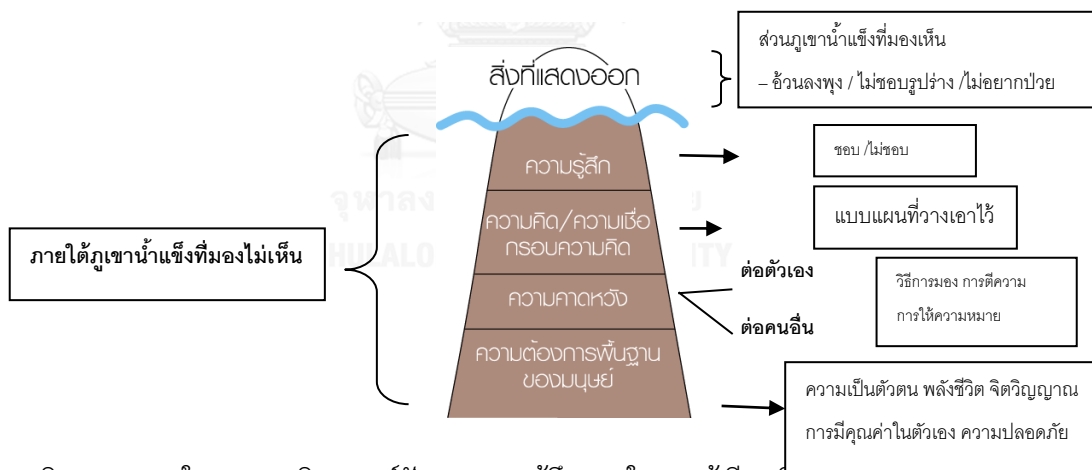 ส่วนภูเขาน้ำแข็งที่มองเห็น
– อ้วนลงพุง / ไม่ชอบรูปร่าง /ไม่อยากป่วย
สิ่งที่แสดงออก
ความรู้สึก
ชอบ /ไม่ชอบ
ความคิด/ความเชื่อ
กรอบความคิด
แบบแผนที่วางเอาไว้
ภายใต้ภูเขาน้ำแข็งที่มองไม่เห็น
ความคาดหวัง
ต่อตัวเอง
ต่อคนอื่น
วิธีการมอง การตีความ
การให้ความหมาย
ความต้องการพื้นฐาน
ของมนุษย์
ความเป็นตัวตน พลังชีวิต จิตวิญญาณ
การมีคุณค่าในตัวเอง ความปลอดภัย